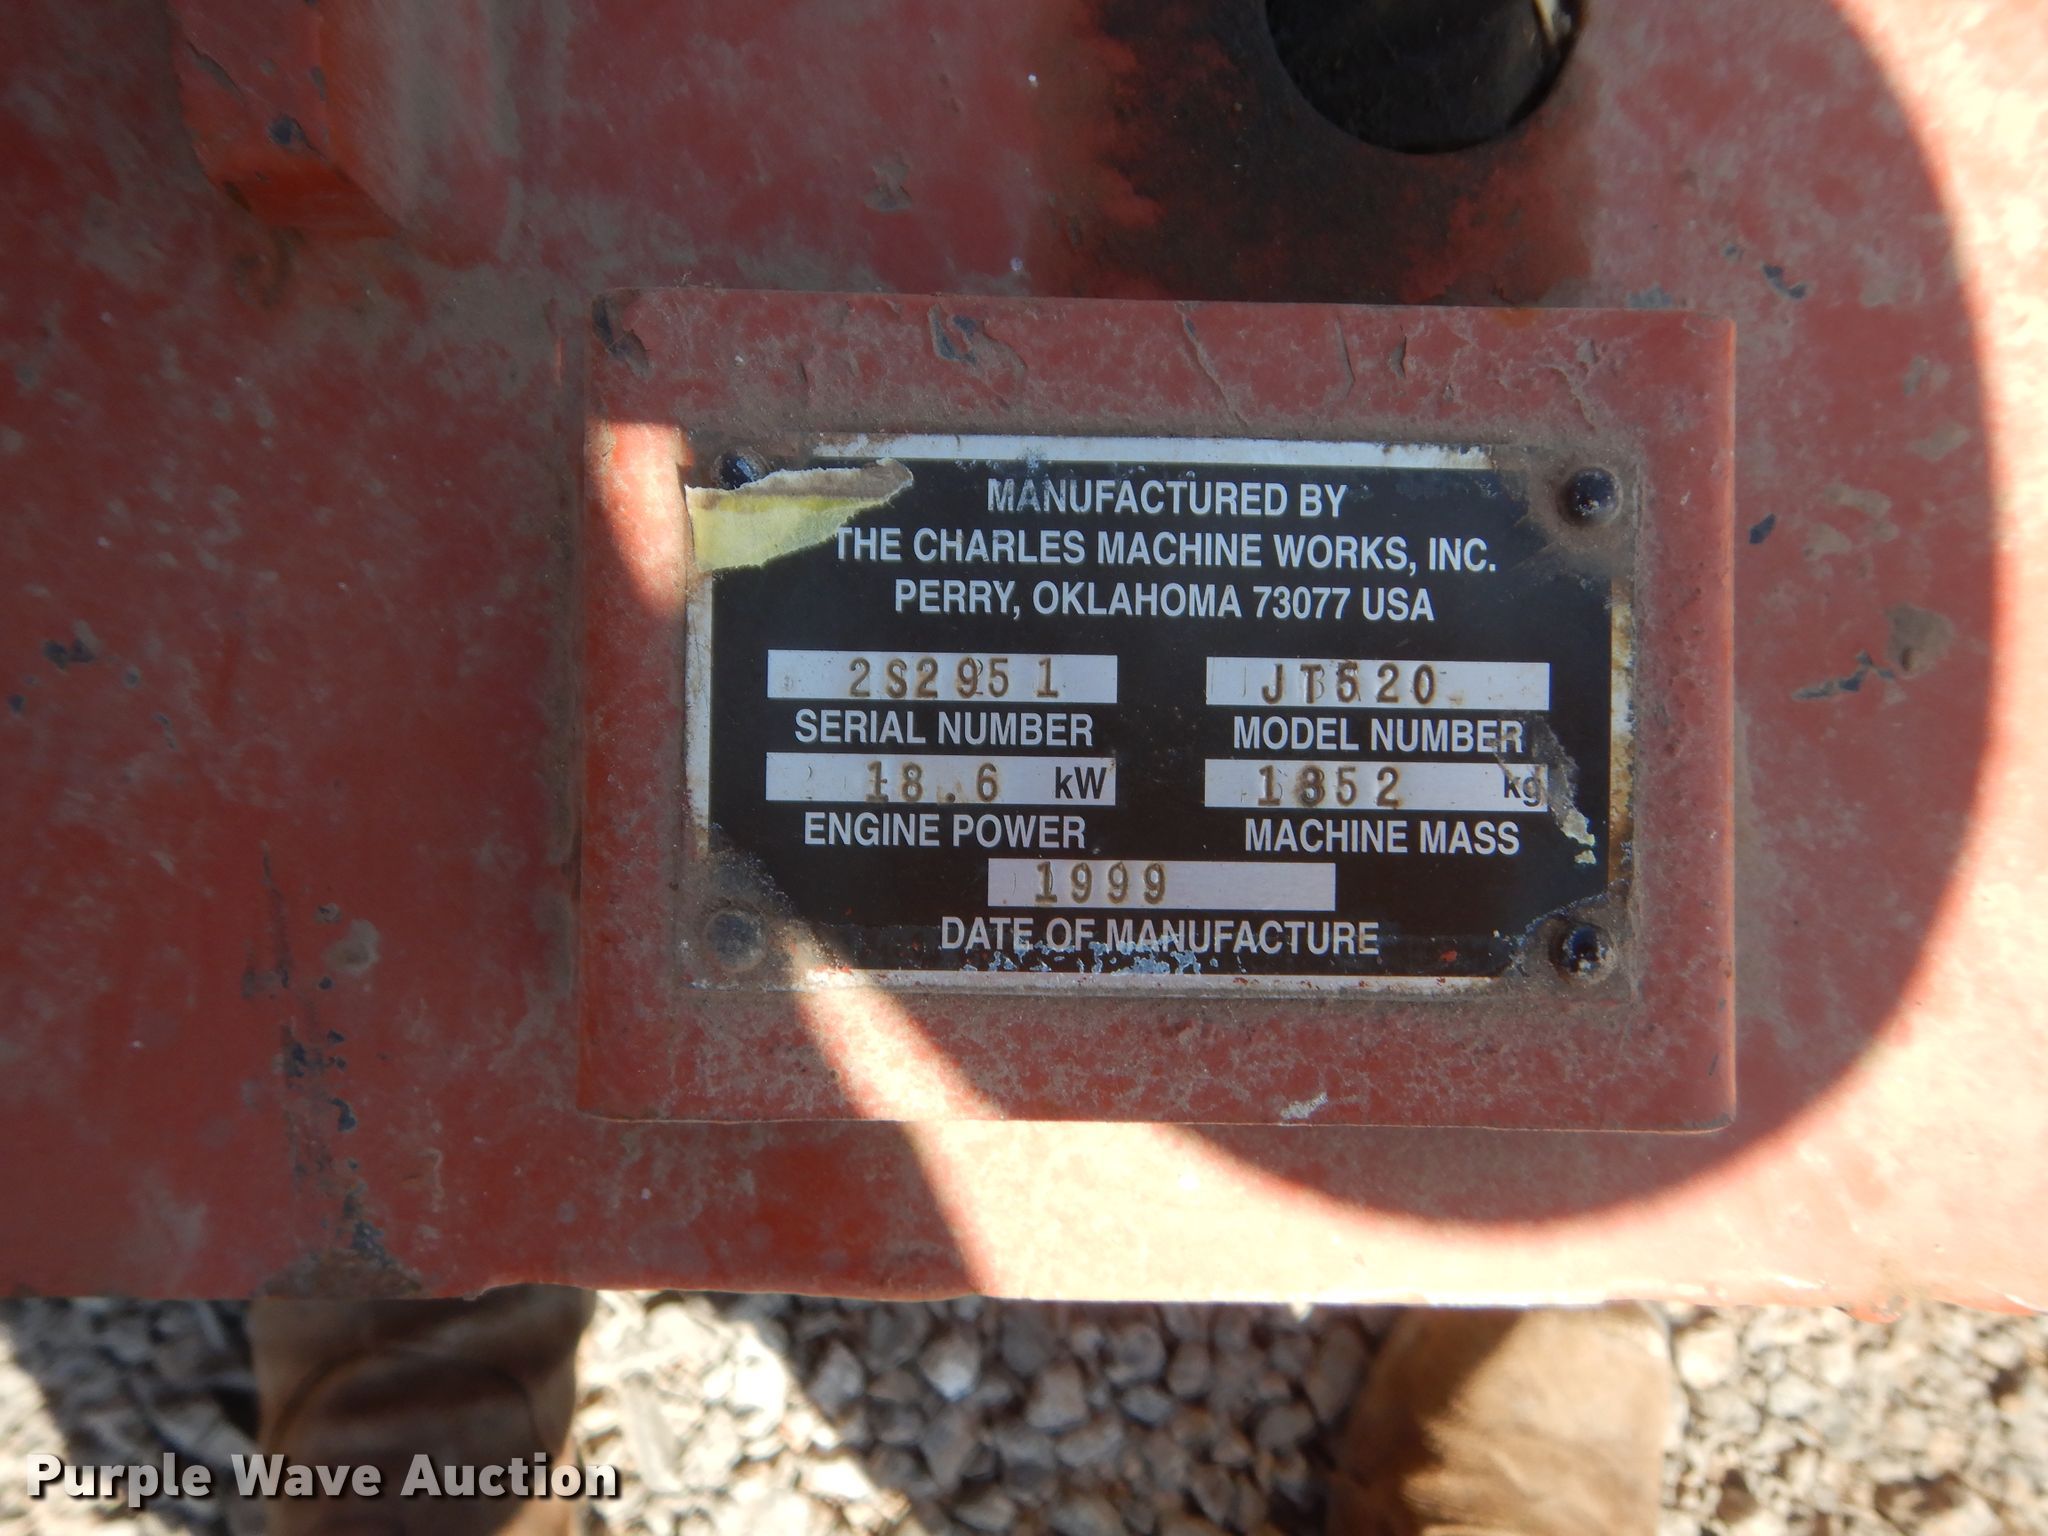 MANUFACTURED BY
THE CHARLES MACHINE WORKS, INC.
PERRY, OKLAHOMA 73077 USA
2S2951 JT520
SERIAL NUMBER MODEL NUMBER
18.6 kW 1352 kg
ENGINE POWER MACHINE MASS
1999
DATE OF MANUFACTURE
Purple Wave Auction